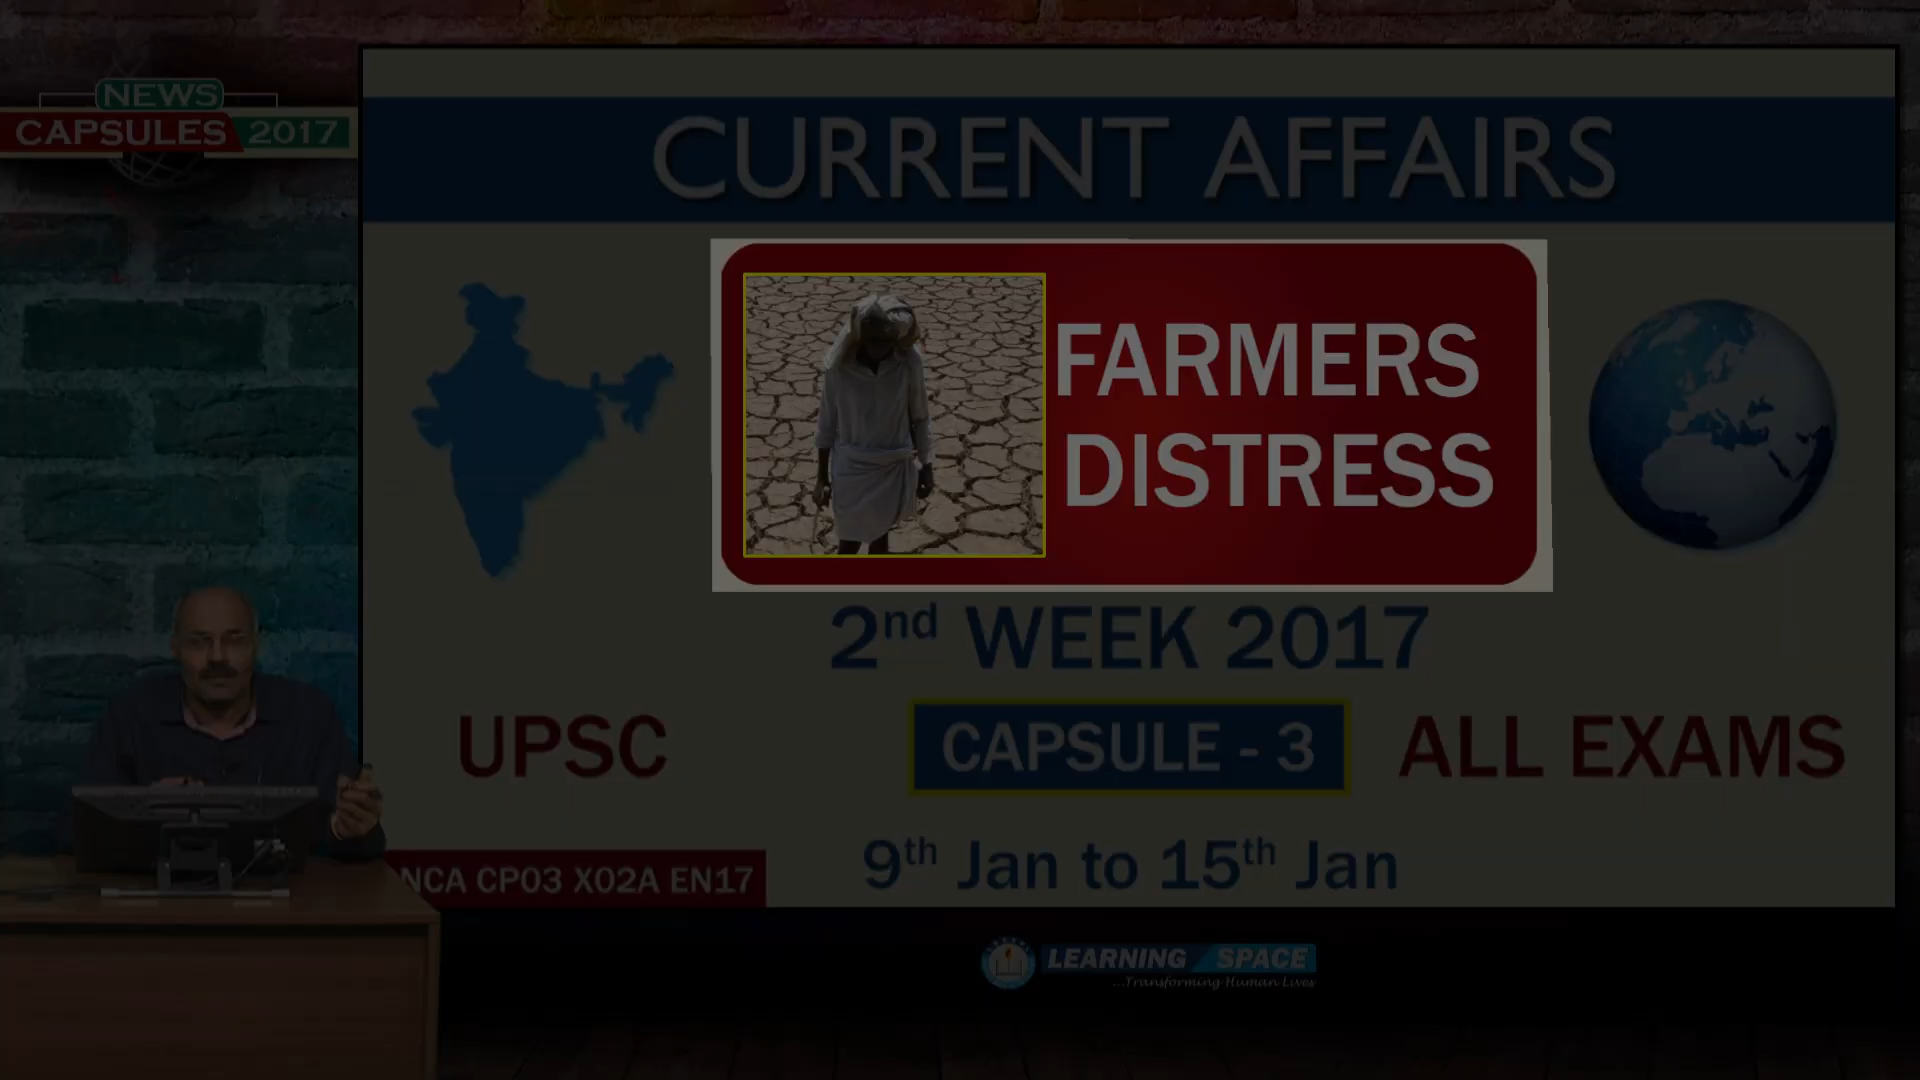 NEWS
CAPSULES 2017
CURRENT AFFAIRS
FARMERS
DISTRESS
2nd WEEK 2017
UPSC
CAPSULE - 3
ALL EXAMS
9th Jan to 15th Jan
NCA CP03 X02A EN17
LEARNING SPACE
...Transforming Human Lives